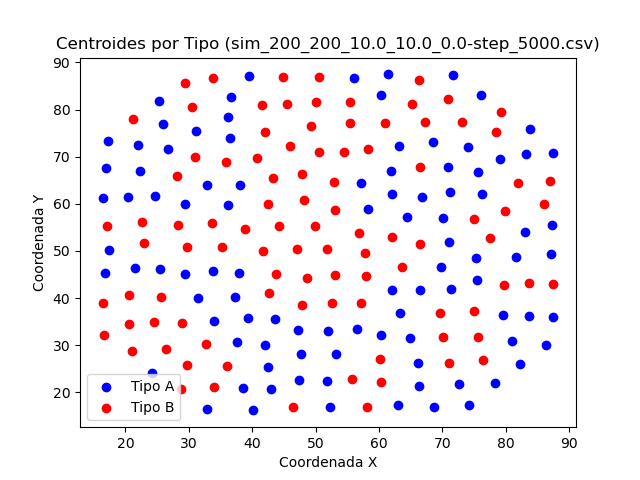 Centroides por Tipo (sim_200_200_10.0_10.0_0.0-step_5000.csv)
90
80
70
60
50
40
30
20
Coordenada Y
Tipo A
Tipo B
20 30 40 50 60 70 80 90
Coordenada X